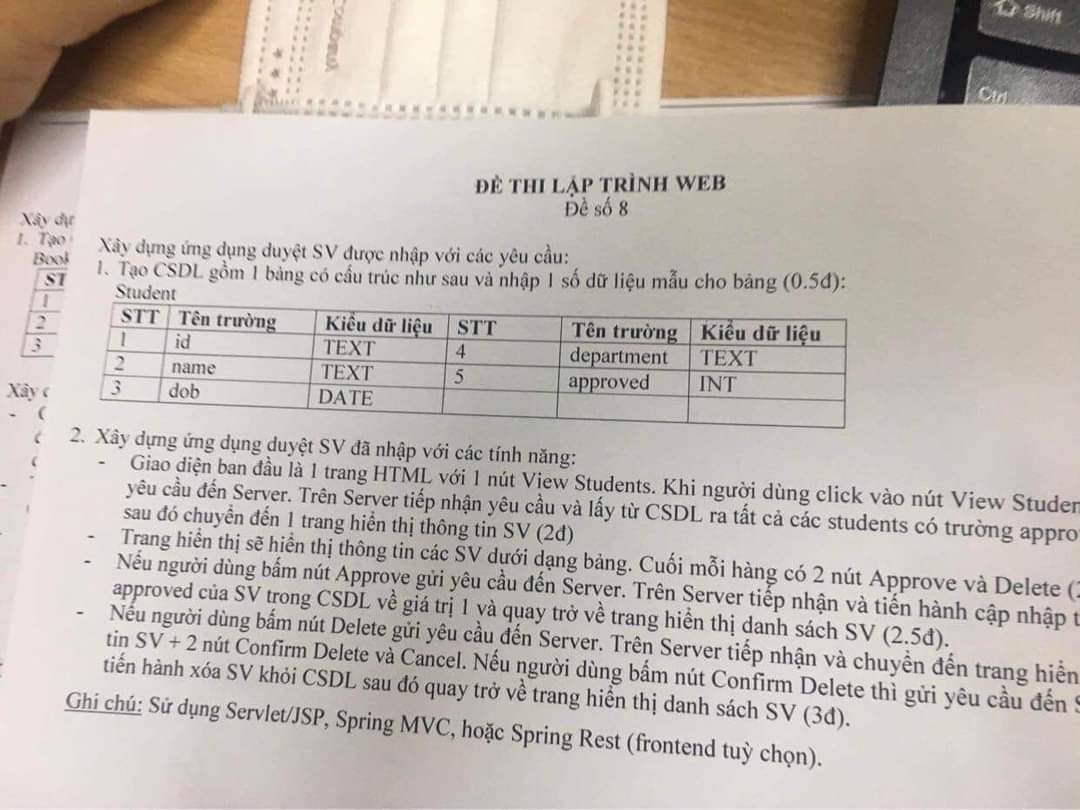 Shift
Ctrl
ĐỀ THI LẬP TRÌNH WEB
Đề số 8
Xây dựng ứng dụng duyệt SV được nhập với các yêu cầu:
1. Tạo CSDL gồm 1 bảng có cấu trúc như sau và nhập 1 số dữ liệu mẫu cho bảng (0.5đ):
Student
STT Tên trường Kiểu dữ liệu STT Tên trường Kiểu dữ liệu
1 id TEXT 4 department TEXT
2 name TEXT 5 approved INT
3 dob DATE
2. Xây dựng ứng dụng duyệt SV đã nhập với các tính năng:
- Giao diện ban đầu là 1 trang HTML với 1 nút View Students. Khi người dùng click vào nút View Studen
yêu cầu đến Server. Trên Server tiếp nhận yêu cầu và lấy từ CSDL ra tất cả các students có trường appro
sau đó chuyển đến 1 trang hiển thị thông tin SV (2đ)
- Trang hiển thị sẽ hiển thị thông tin các SV dưới dạng bảng. Cuối mỗi hàng có 2 nút Approve và Delete (
- Nếu người dùng bấm nút Approve gửi yêu cầu đến Server. Trên Server tiếp nhận và tiến hành cập nhập t
approved của SV trong CSDL về giá trị 1 và quay trở về trang hiển thị danh sách SV (2.5đ).
- Nếu người dùng bấm nút Delete gửi yêu cầu đến Server. Trên Server tiếp nhận và chuyển đến trang hiển
tin SV + 2 nút Confirm Delete và Cancel. Nếu người dùng bấm nút Confirm Delete thì gửi yêu cầu đến S
tiến hành xóa SV khỏi CSDL sau đó quay trở về trang hiển thị danh sách SV (3đ).
Ghi chú: Sử dụng Servlet/JSP, Spring MVC, hoặc Spring Rest (frontend tuỳ chọn).
Xây dự
1. Tạo
Book
ST
1
2
3
Xây d